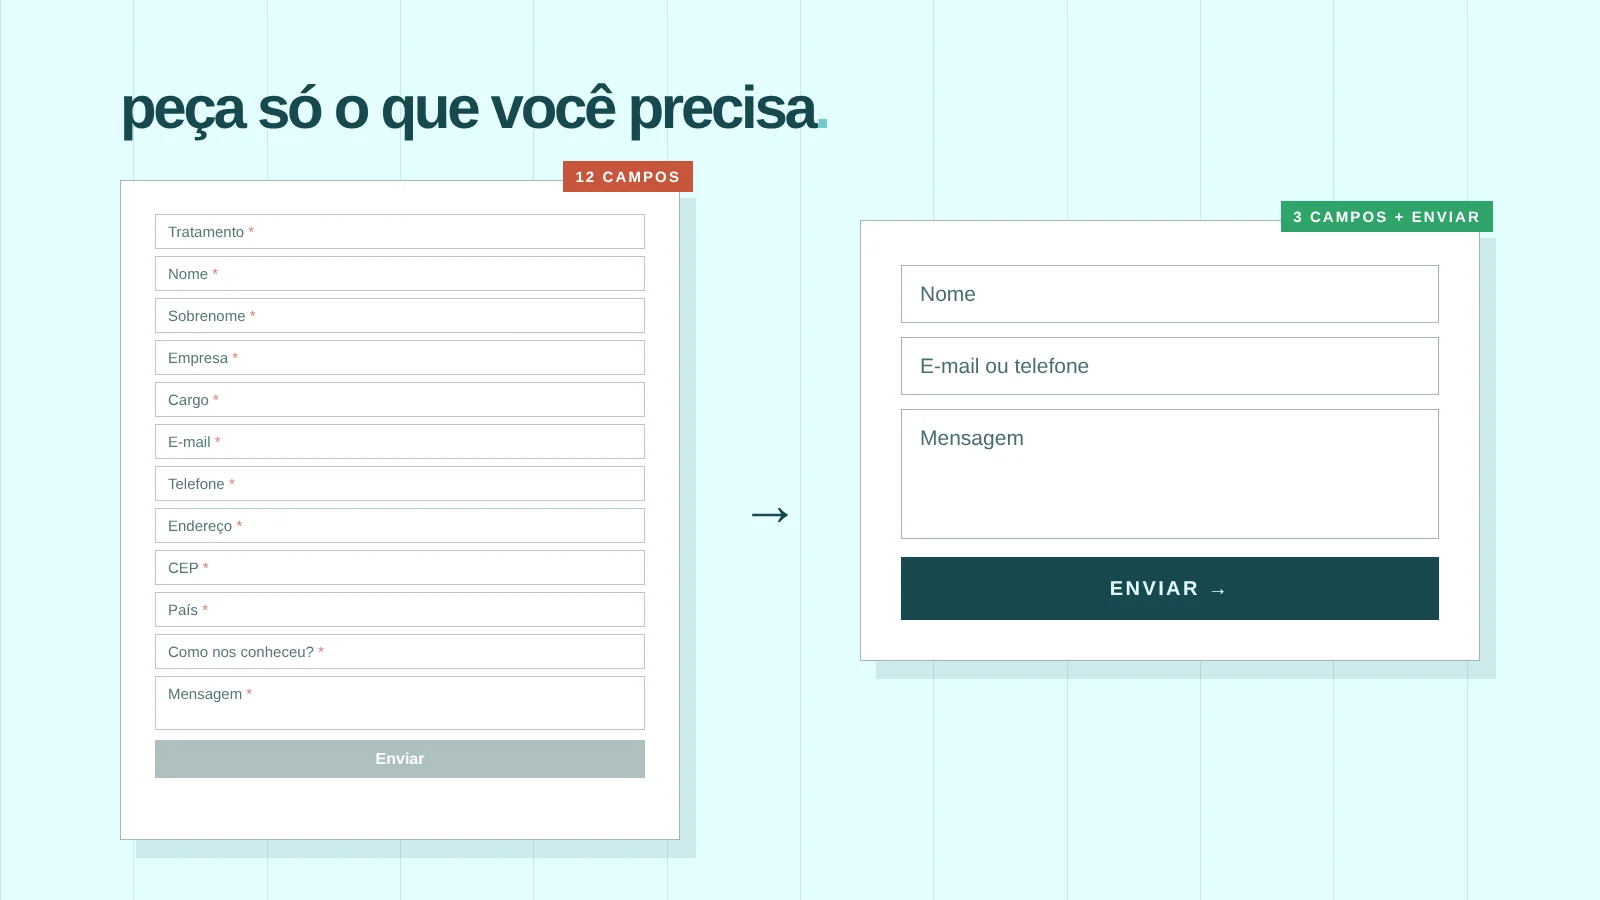 peça só o que você precisa.
12 CAMPOS
Tratamento *
Nome *
Sobrenome *
Empresa *
Cargo *
E-mail *
Telefone *
Endereço *
CEP *
País *
Como nos conheceu? *
Mensagem *
Enviar
→
3 CAMPOS + ENVIAR
Nome
E-mail ou telefone
Mensagem
ENVIAR →